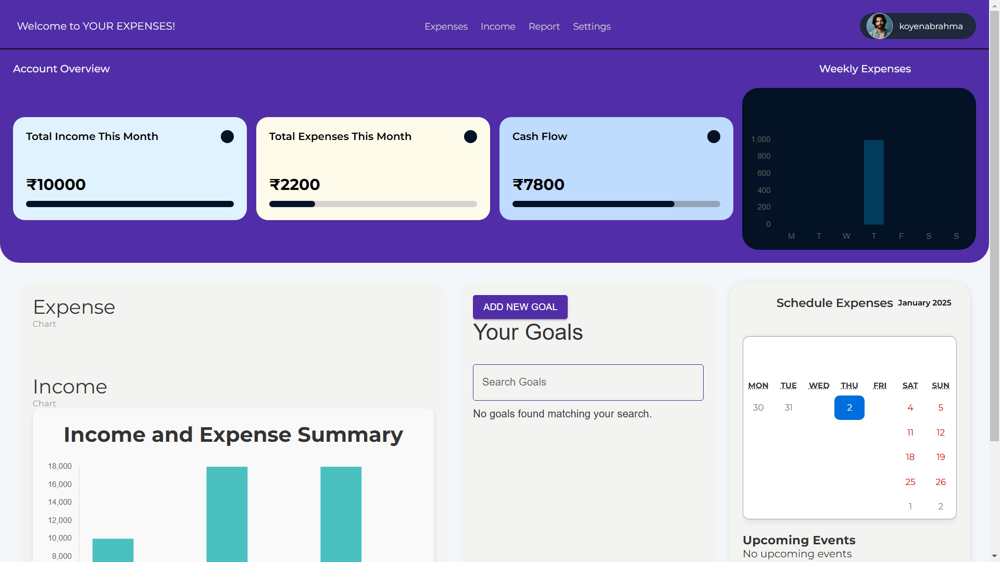 Welcome to YOUR EXPENSES!
Expenses Income Report Settings
koyenabrahma
Account Overview
Weekly Expenses
Total Income This Month
₹10000
Total Expenses This Month
₹2200
Cash Flow
₹7800
1,000
800
600
400
200
0
M T W T F S S
Expense
Chart
Income
Chart
Income and Expense Summary
18,000
16,000
14,000
12,000
10,000
8,000
ADD NEW GOAL
Your Goals
Search Goals
No goals found matching your search.
Schedule Expenses January 2025
MON TUE WED THU FRI SAT SUN
30 31 2 4 5
11 12
18 19
25 26
1 2
Upcoming Events
No upcoming events